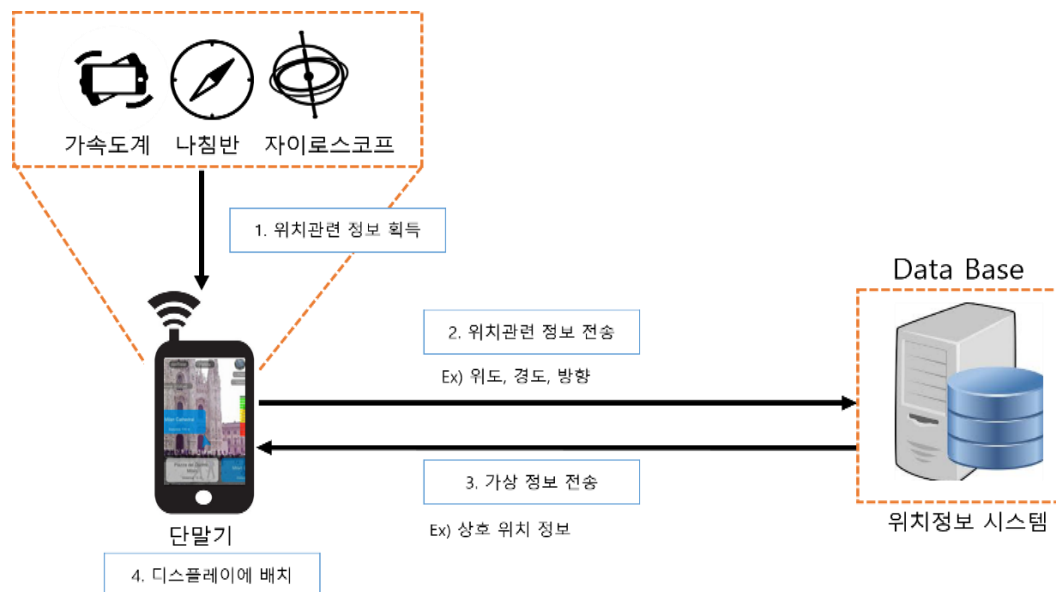 가속도계 나침반 자이로스코프
1. 위치관련 정보 획득
Data Base
2. 위치관련 정보 전송
Ex) 위도, 경도, 방향
3. 가상 정보 전송
Ex) 상호 위치 정보
위치정보 시스템
단말기
4. 디스플레이에 배치